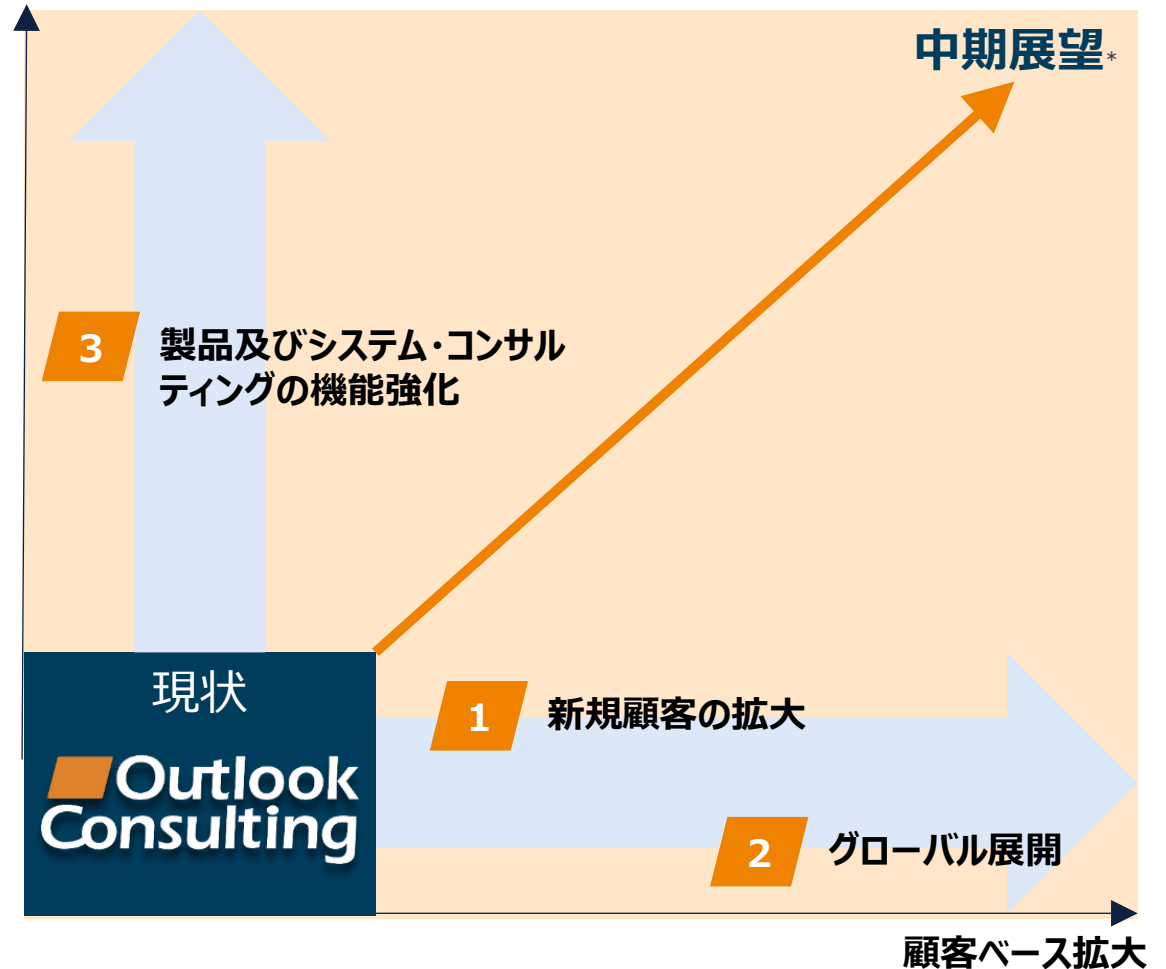 中期展望*
3
製品及びシステム・コンサル
ティングの機能強化
現状
Outlook
Consulting
1
新規顧客の拡大
2
グローバル展開
顧客ベース拡大